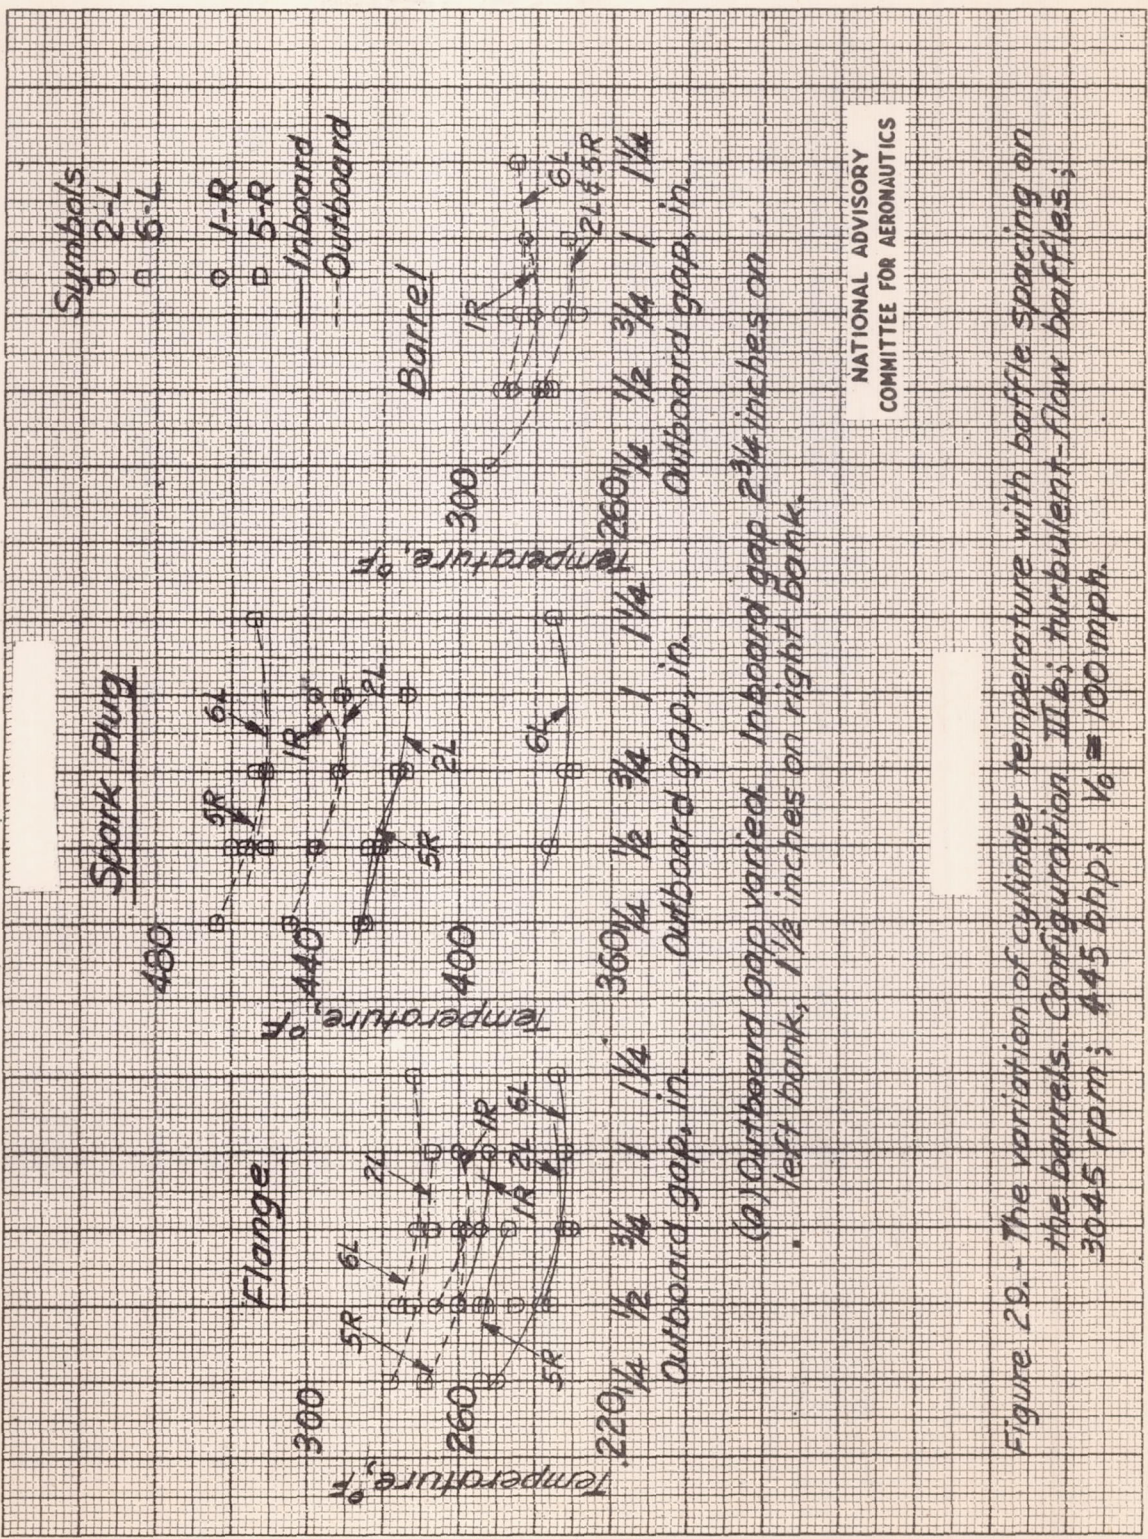 Symbols
□ 2-L
□ 6-L
○ 1-R
□ 5-R
— Inboard
--- Outboard
Flange
Temperature, °F
300
260
220
5R
6L
2L
1R
5R
1R
2L
6L
1/4 1/2 3/4 1 1 1/4
Outboard gap, in.
Spark Plug
Temperature, °F
480
440
400
360
5R
6L
1R
2L
5R
2L
6L
1/4 1/2 3/4 1 1 1/4
Outboard gap, in.
Barrel
Temperature, °F
300
260
1R
6L
2L & 5R
1/4 1/2 3/4 1 1 1/4
Outboard gap, in.
(a) Outboard gap varied. Inboard gap 2 3/4 inches on
left bank, 1 1/2 inches on right bank.
NATIONAL ADVISORY
COMMITTEE FOR AERONAUTICS
Figure 29.- The variation of cylinder temperature with baffle spacing on
the barrels. Configuration IIIb; turbulent-flow baffles;
3045 rpm; 445 bhp; V₀ = 100 mph.